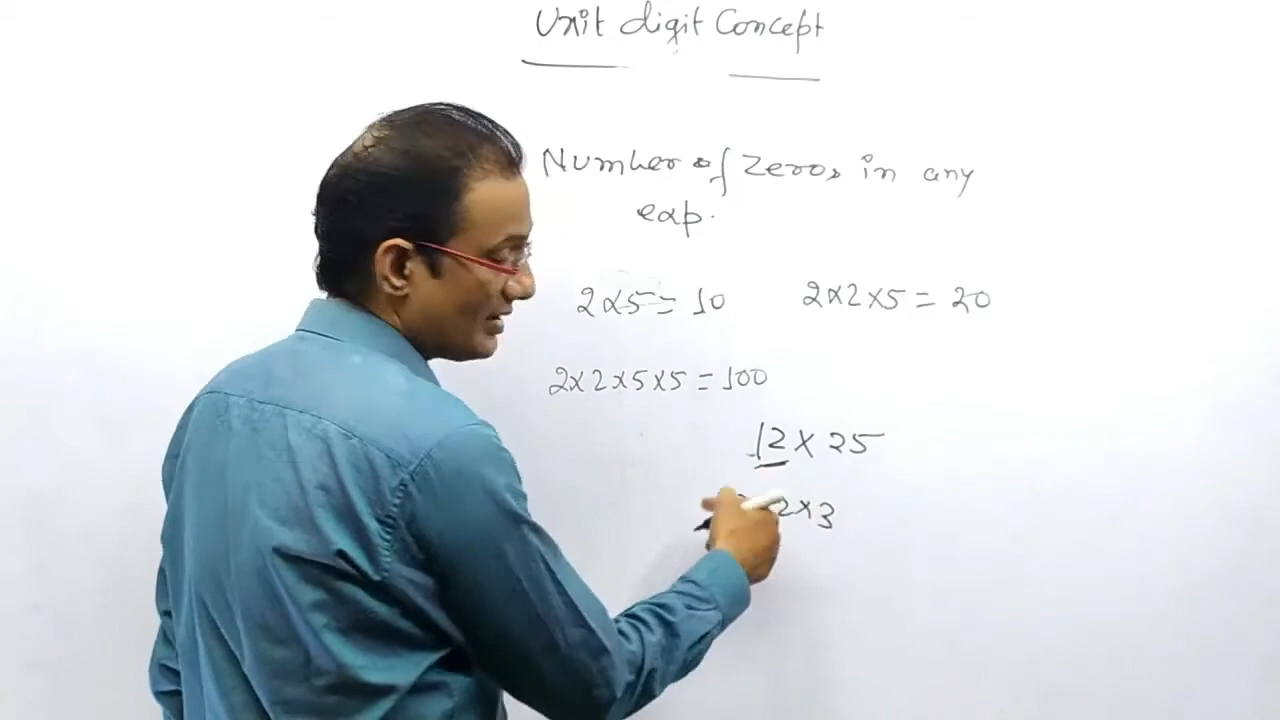 Unit digit Concept
Number of Zeros in any
exp.
2x5=10 2x2x5=20
2x2x5x5=100
12x25
2x3